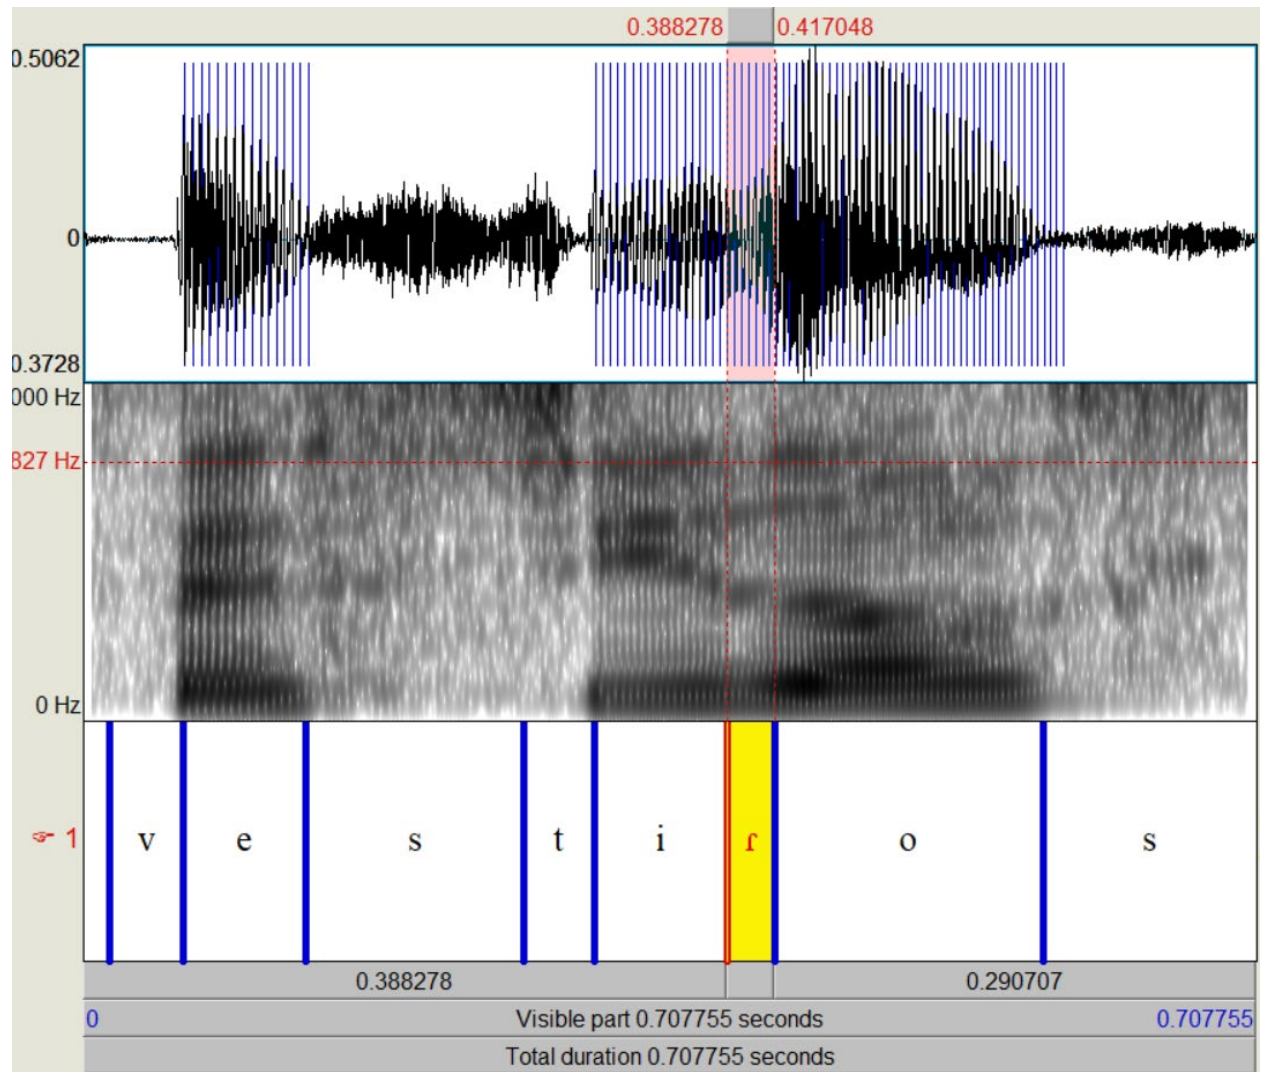 0.388278 0.417048
0.5062
0
0.3728
000 Hz
827 Hz
0 Hz
☞ 1 v e s t i ɾ o s
0.388278 0.290707
0 Visible part 0.707755 seconds 0.707755
Total duration 0.707755 seconds